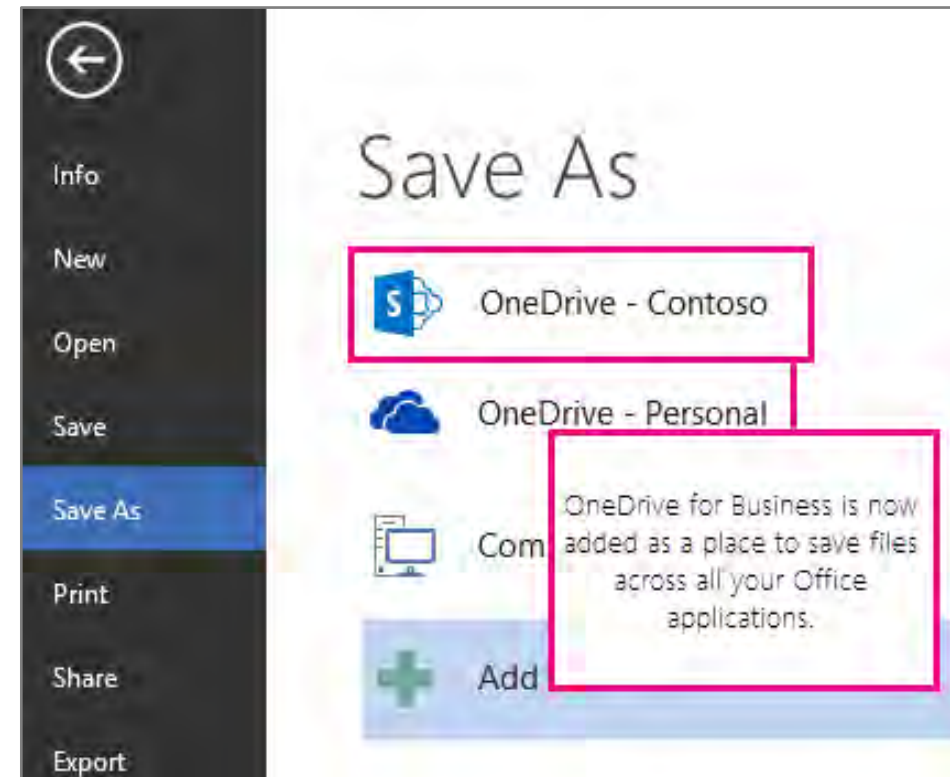 Info
New
Open
Save
Save As
Print
Share
Export
Save As
S
OneDrive - Contoso
OneDrive - Personal
Com
Add
OneDrive for Business is now
added as a place to save files
across all your Office
applications.